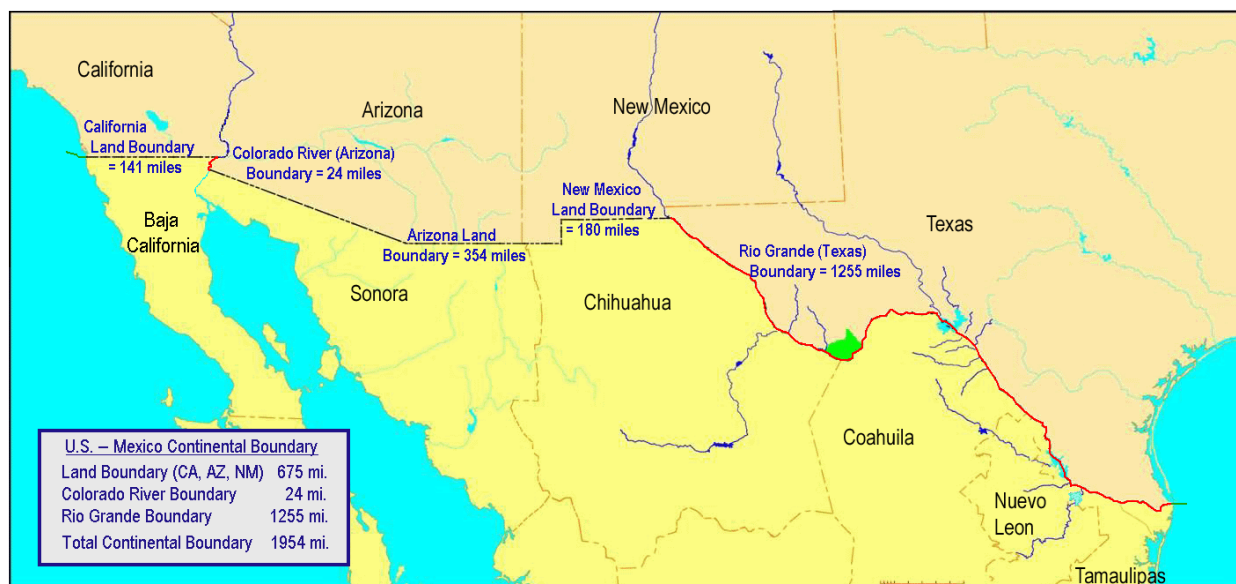 California
Arizona
New Mexico
Texas
California
Land Boundary
= 141 miles
Colorado River (Arizona)
Boundary = 24 miles
New Mexico
Land Boundary
= 180 miles
Arizona Land
Boundary = 354 miles
Rio Grande (Texas)
Boundary = 1255 miles
Baja
California
Sonora
Chihuahua
Coahuila
Nuevo
Leon
Tamaulipas
U.S. – Mexico Continental Boundary
Land Boundary (CA, AZ, NM) 675 mi.
Colorado River Boundary 24 mi.
Rio Grande Boundary 1255 mi.
Total Continental Boundary 1954 mi.